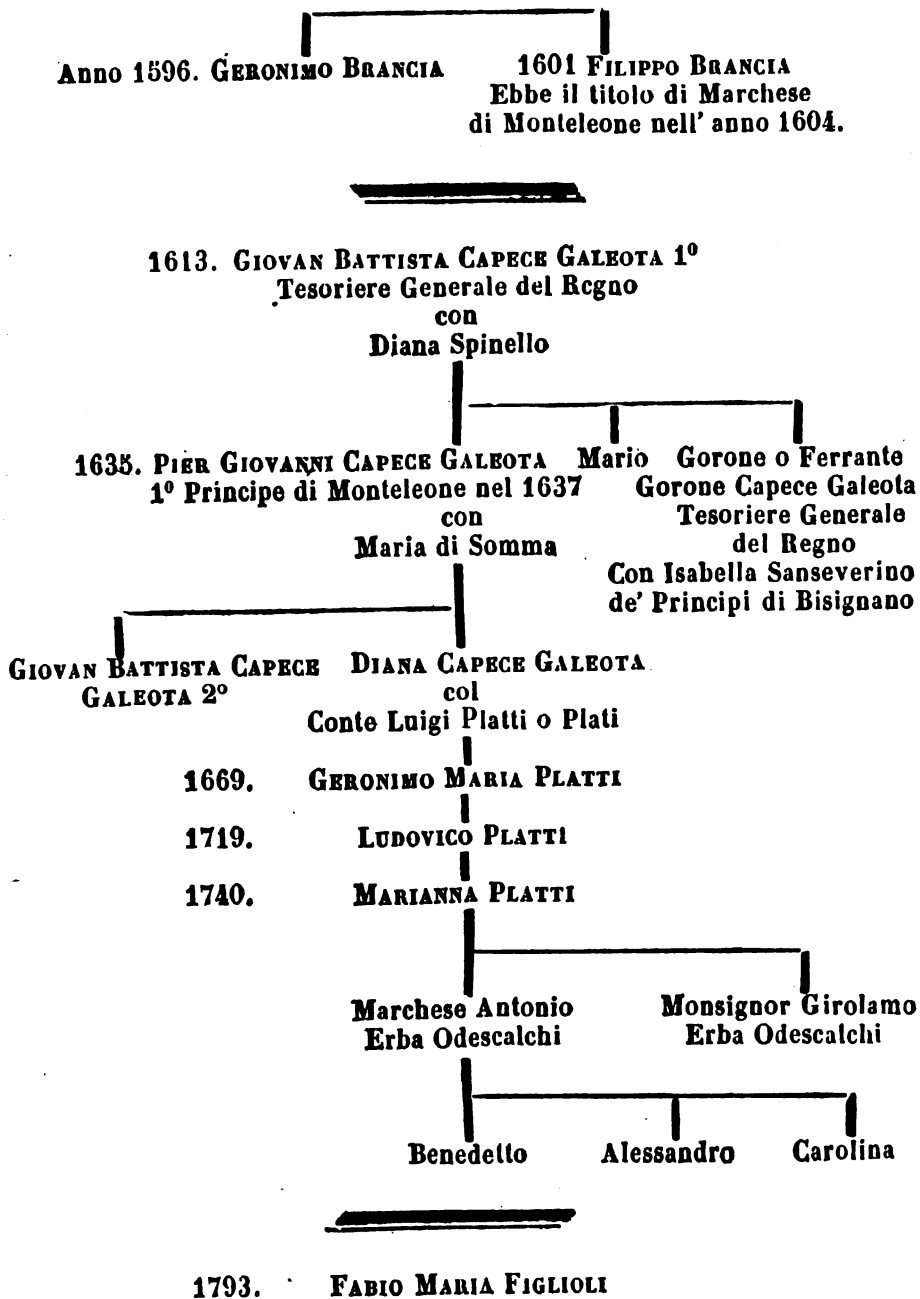 Anno 1596. GERONIMO BRANCIA
1601 FILIPPO BRANCIA
Ebbe il titolo di Marchese
di Monteleone nell' anno 1604.
1613. GIOVAN BATTISTA CAPECE GALEOTA 1º
Tesoriere Generale del Regno
con
Diana Spinello
1635. PIER GIOVANNI CAPECE GALEOTA
1º Principe di Monteleone nel 1637
con
Maria di Somma
Mario
Gorone o Ferrante
Gorone Capece Galeota
Tesoriere Generale
del Regno
Con Isabella Sanseverino
de' Principi di Bisignano
GIOVAN BATTISTA CAPECE
GALEOTA 2º
DIANA CAPECE GALEOTA
col
Conte Luigi Platti o Plati
1669. GERONIMO MARIA PLATTI
1719. LUDOVICO PLATTI
1740. MARIANNA PLATTI
Marchese Antonio
Erba Odescalchi
Monsignor Girolamo
Erba Odescalchi
Benedetto
Alessandro
Carolina
1793. FABIO MARIA FIGLIOLI